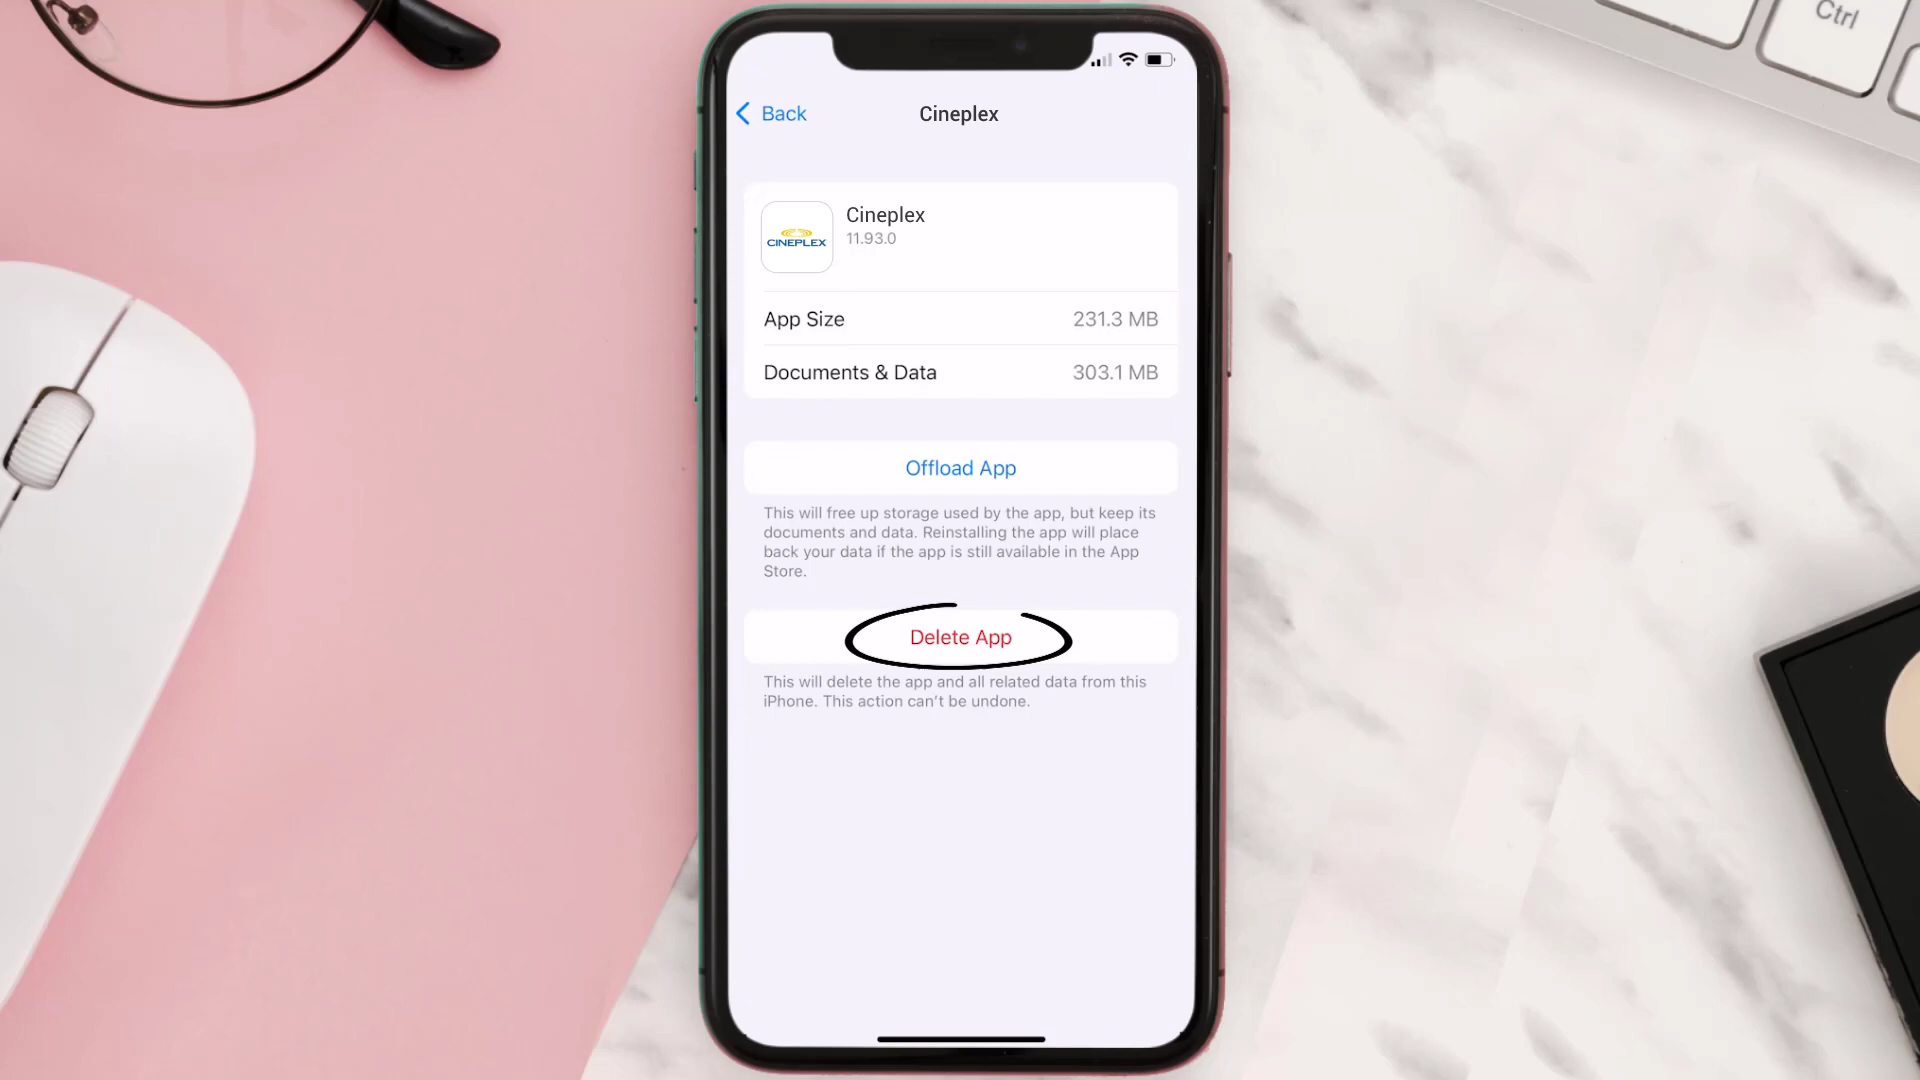 Ctrl
Back
Cineplex
CINEPLEX
Cineplex
11.93.0
App Size 231.3 MB
Documents & Data 303.1 MB
Offload App
This will free up storage used by the app, but keep its
documents and data. Reinstalling the app will place
back your data if the app is still available in the App
Store.
Delete App
This will delete the app and all related data from this
iPhone. This action can't be undone.